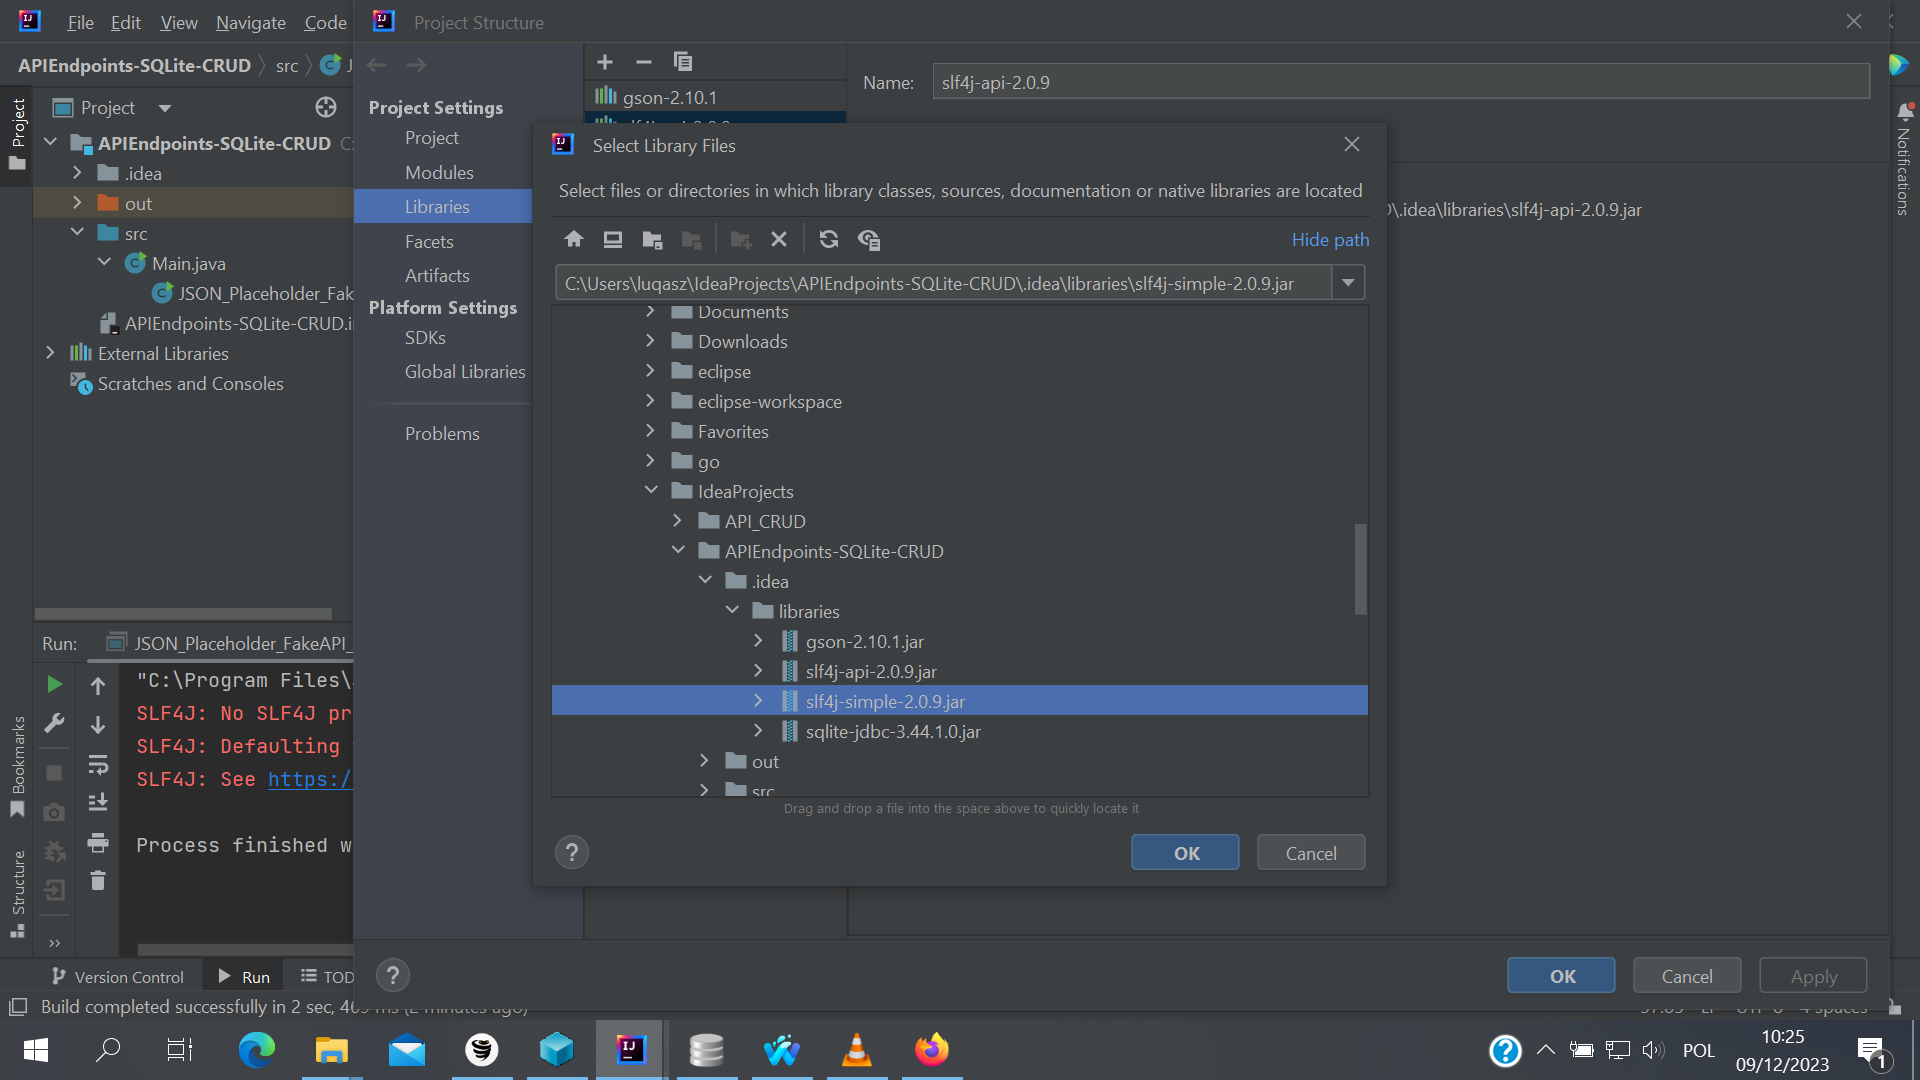 File Edit View Navigate Code
Project Structure
APIEndpoints-SQLite-CRUD src
Name: slf4j-api-2.0.9
Project
Project
gson-2.10.1
Project Settings
APIEndpoints-SQLite-CRUD
Project
.idea
Modules
out
Libraries
src
Facets
Main.java
Artifacts
JSON_Placeholder_Fak
Platform Settings
APIEndpoints-SQLite-CRUD.i
SDKs
External Libraries
Global Libraries
Scratches and Consoles
Problems
Notifications
\.idea\libraries\slf4j-api-2.0.9.jar
Select Library Files
Select files or directories in which library classes, sources, documentation or native libraries are located
Hide path
C:\Users\luqasz\IdeaProjects\APIEndpoints-SQLite-CRUD\.idea\libraries\slf4j-simple-2.0.9.jar
Documents
Downloads
eclipse
eclipse-workspace
Favorites
go
IdeaProjects
API_CRUD
APIEndpoints-SQLite-CRUD
.idea
libraries
gson-2.10.1.jar
slf4j-api-2.0.9.jar
slf4j-simple-2.0.9.jar
sqlite-jdbc-3.44.1.0.jar
out
src
Drag and drop a file into the space above to quickly locate it
? OK Cancel
Run: JSON_Placeholder_FakeAPI_
"C:\Program Files\
SLF4J: No SLF4J pr
SLF4J: Defaulting
SLF4J: See https:/
Process finished w
Bookmarks
Structure
? OK Cancel Apply
Version Control Run TOD
Build completed successfully in 2 sec, 469 ms (2 minutes ago)
POL
10:25
09/12/2023
1